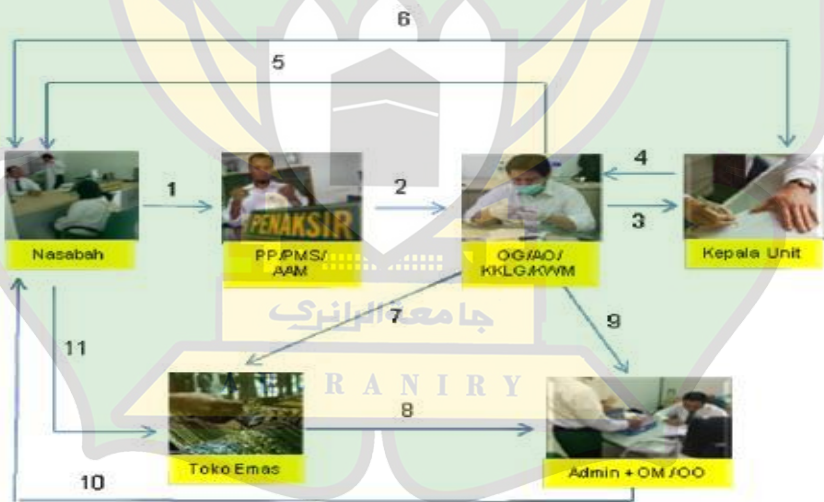 6
5
1
2
4
3
PENAKSIR
Nasabah
PP/PMS/
AAM
OG/AO/
KKLG/KWM
Kepala Unit
جامعة الرانري
7
9
11
R A N I R Y
8
Toko Emas
Admin + OM /OO
10